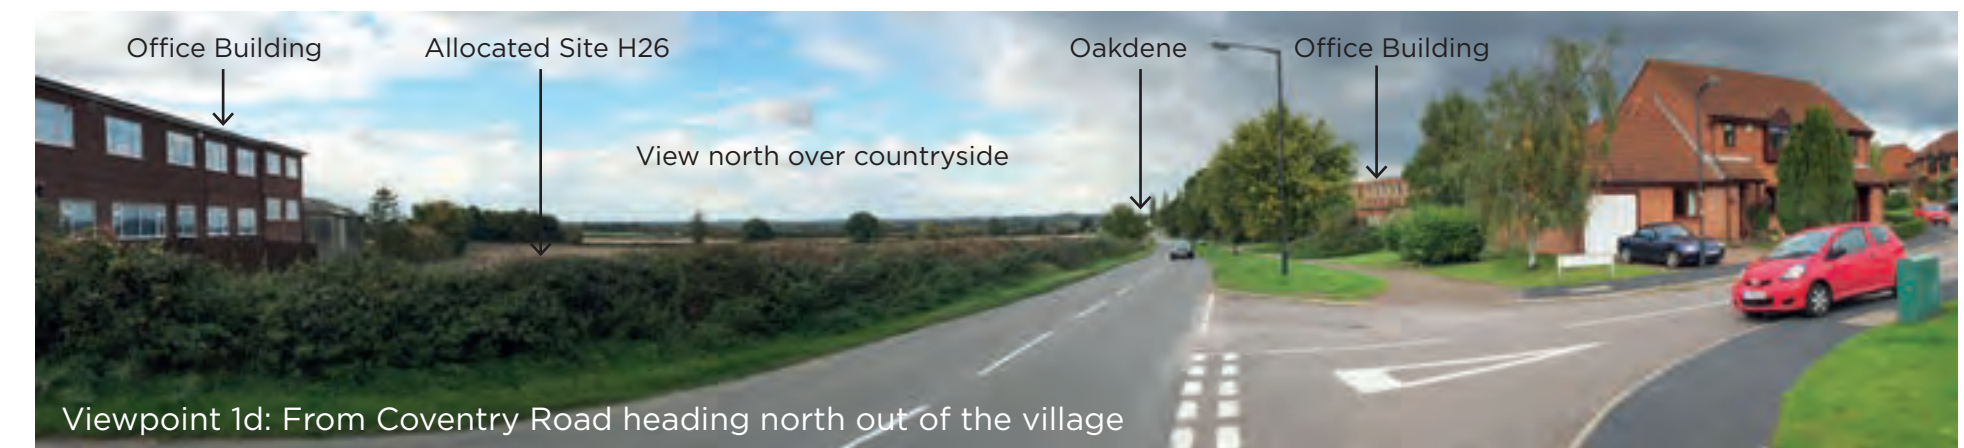 Office Building
Allocated Site H26
Oakdene
Office Building
View north over countryside
Viewpoint 1d: From Coventry Road heading north out of the village